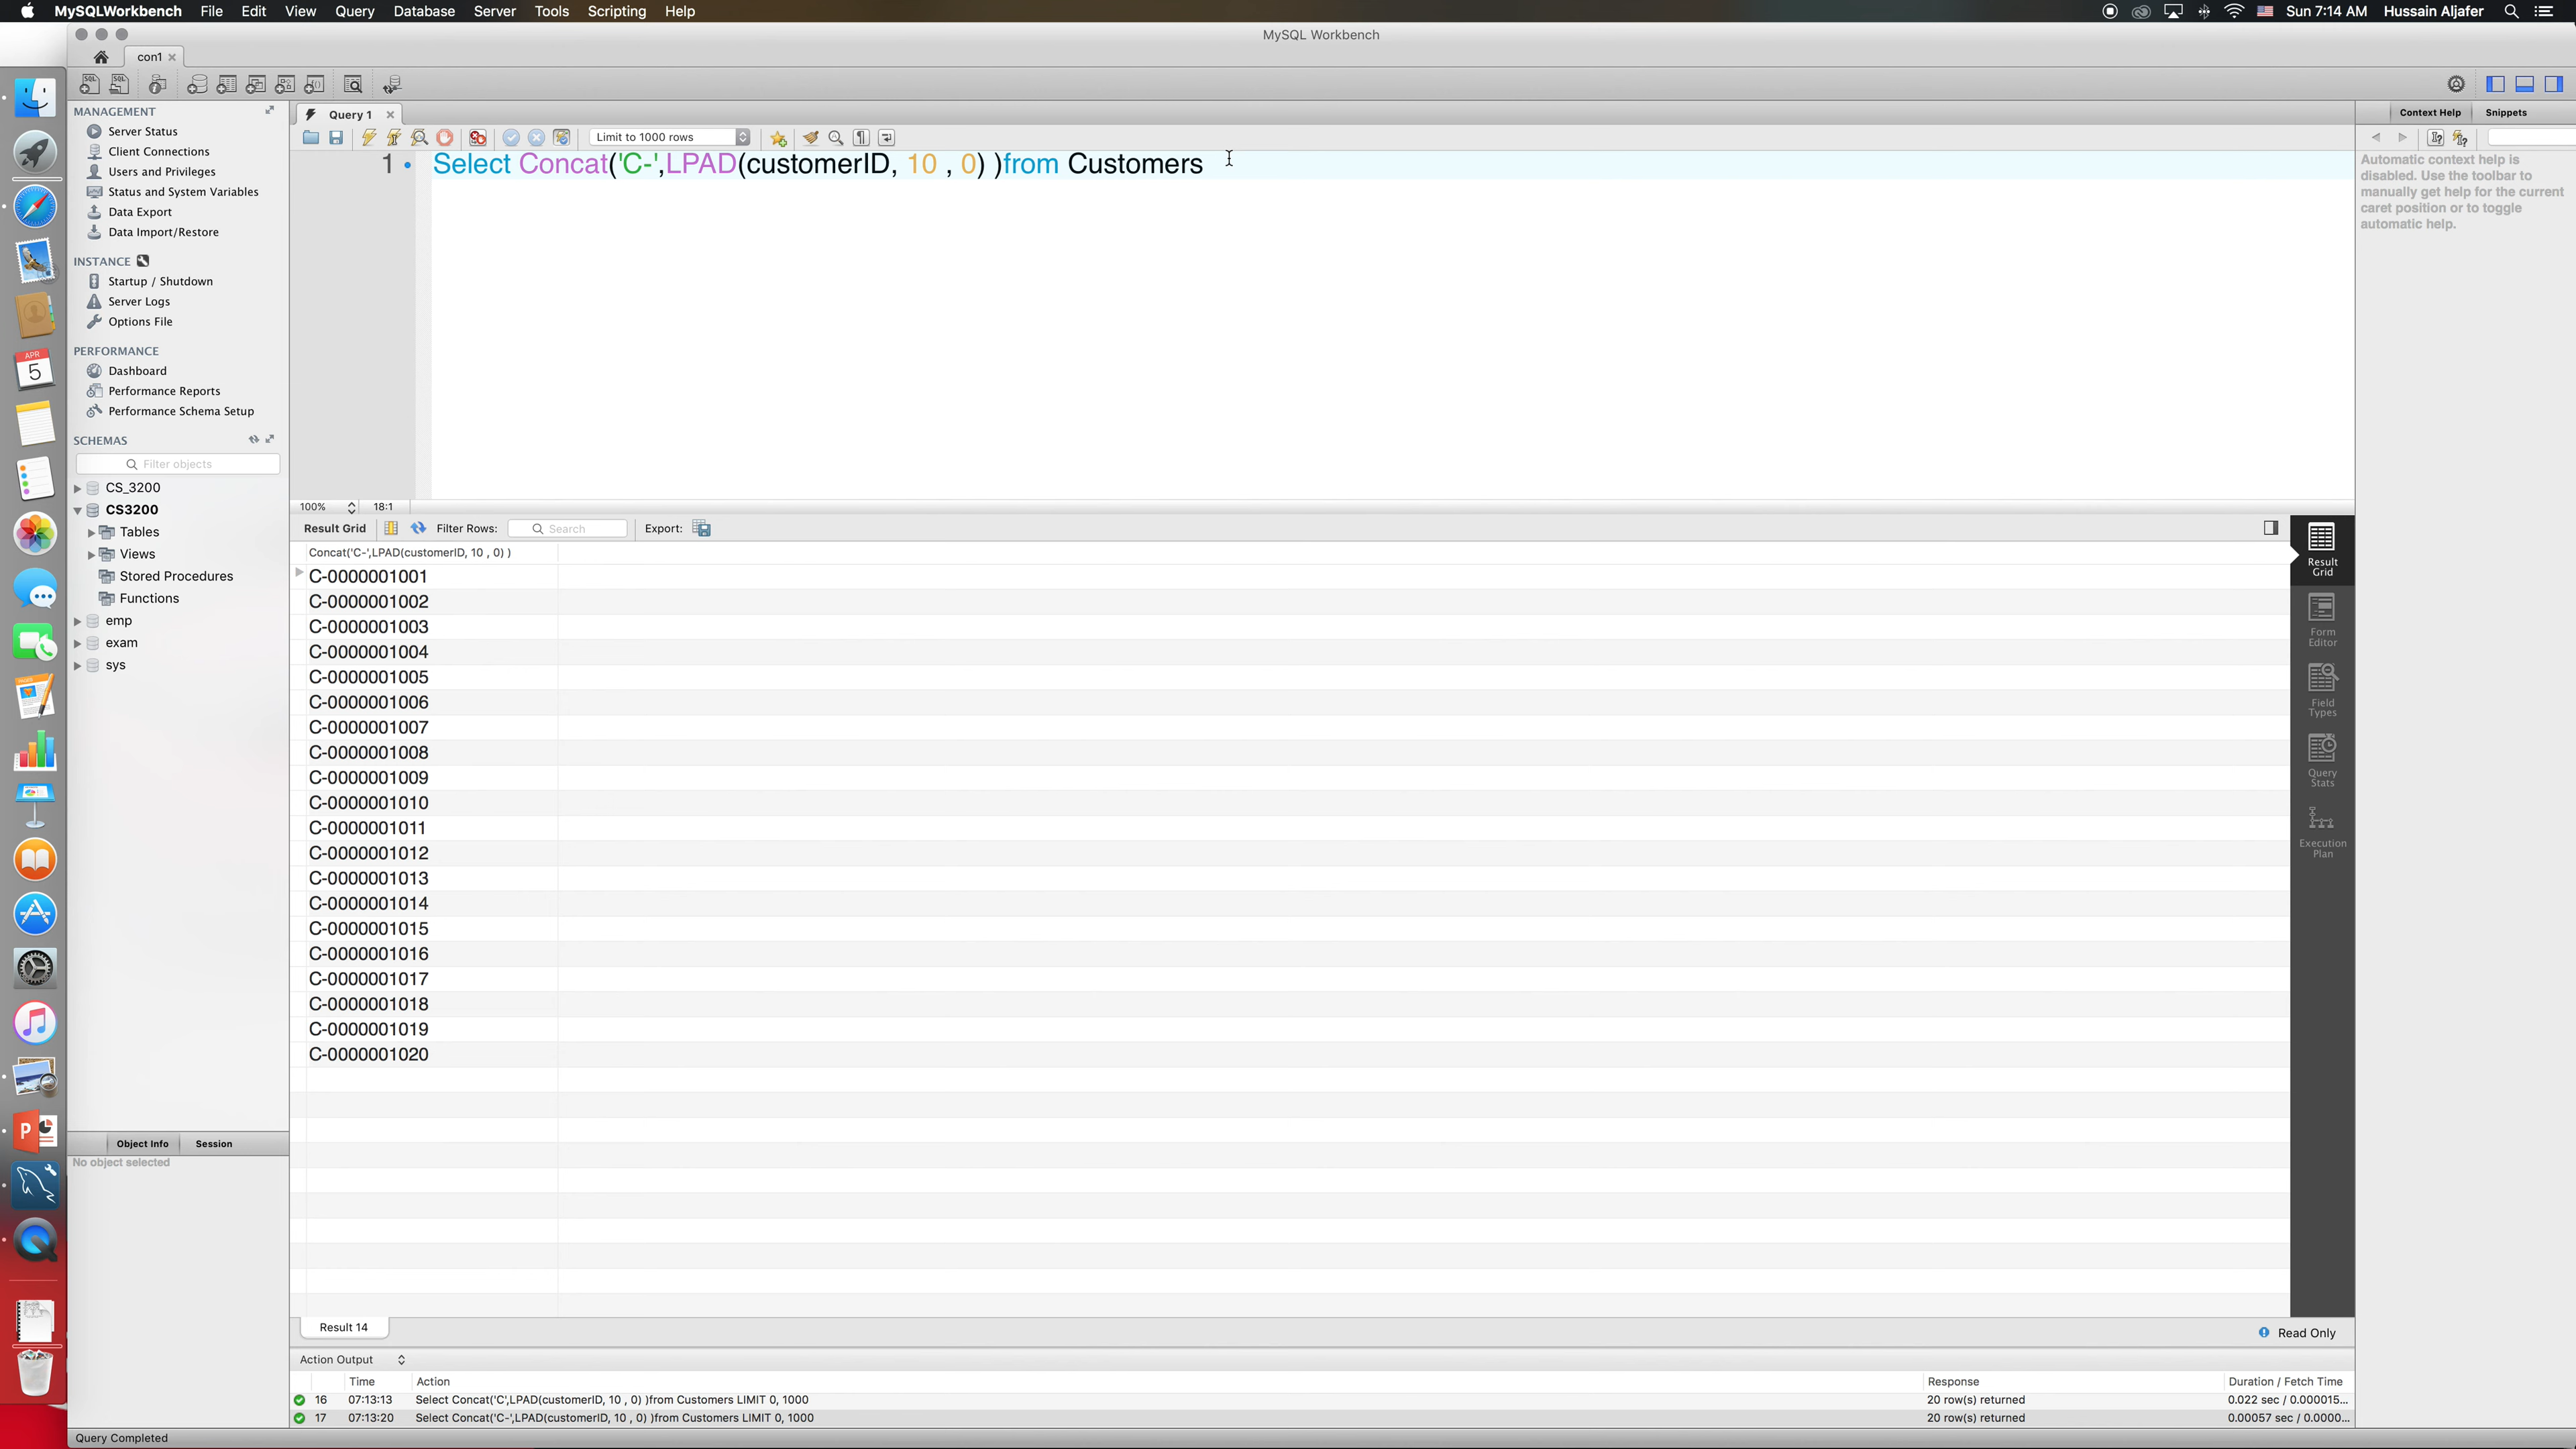 MySQLWorkbench File Edit View Query Database Server Tools Scripting Help Sun 7:14 AM Hussain Aljafer
MySQL Workbench
con1
MANAGEMENT
Server Status
Client Connections
Users and Privileges
Status and System Variables
Data Export
Data Import/Restore
INSTANCE
Startup / Shutdown
Server Logs
Options File
PERFORMANCE
Dashboard
Performance Reports
Performance Schema Setup
SCHEMAS
Filter objects
CS_3200
CS3200
Tables
Views
Stored Procedures
Functions
emp
exam
sys
Object Info Session
No object selected
Query 1
Limit to 1000 rows
1 Select Concat('C-',LPAD(customerID, 10 , 0) )from Customers
100% 18:1
Result Grid Filter Rows: Search Export:
Concat('C-',LPAD(customerID, 10 , 0) )
C-0000001001
C-0000001002
C-0000001003
C-0000001004
C-0000001005
C-0000001006
C-0000001007
C-0000001008
C-0000001009
C-0000001010
C-0000001011
C-0000001012
C-0000001013
C-0000001014
C-0000001015
C-0000001016
C-0000001017
C-0000001018
C-0000001019
C-0000001020
Result Grid
Form Editor
Field Types
Query Stats
Execution Plan
Result 14
Read Only
Context Help Snippets
Automatic context help is
disabled. Use the toolbar to
manually get help for the current
caret position or to toggle
automatic help.
Action Output
Time Action Response Duration / Fetch Time
16 07:13:13 Select Concat('C',LPAD(customerID, 10 , 0) )from Customers LIMIT 0, 1000 20 row(s) returned 0.022 sec / 0.000015...
17 07:13:20 Select Concat('C-',LPAD(customerID, 10 , 0) )from Customers LIMIT 0, 1000 20 row(s) returned 0.00057 sec / 0.0000...
Query Completed
APR
5